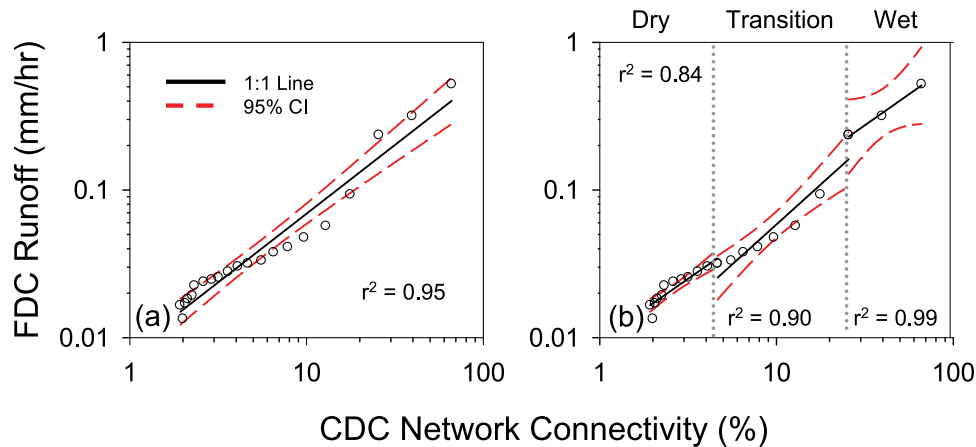 Dry Transition Wet
FDC Runoff (mm/hr)
1
0.1
0.01
1:1 Line
95% CI
(a)
r² = 0.95
1 10 100
1
0.1
0.01
r² = 0.84
(b)
r² = 0.90
r² = 0.99
1 10 100
CDC Network Connectivity (%)